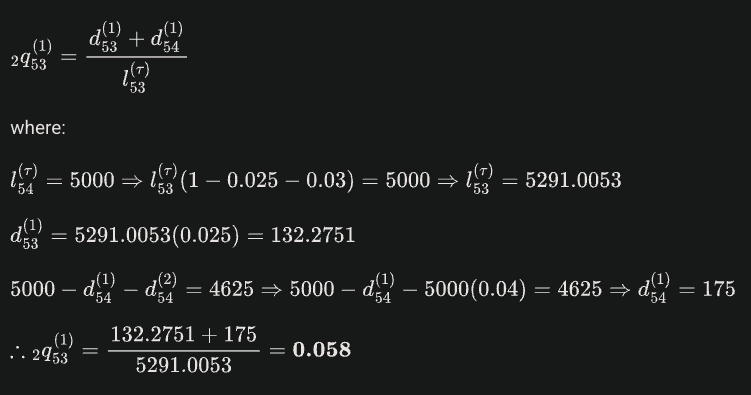 ₂q₅₃⁽¹⁾ = (d₅₃⁽¹⁾ + d₅₄⁽¹⁾) / l₅₃⁽τ⁾
where:
l₅₄⁽τ⁾ = 5000 ⇒ l₅₃⁽τ⁾(1 − 0.025 − 0.03) = 5000 ⇒ l₅₃⁽τ⁾ = 5291.0053
d₅₃⁽¹⁾ = 5291.0053(0.025) = 132.2751
5000 − d₅₄⁽¹⁾ − d₅₄⁽²⁾ = 4625 ⇒ 5000 − d₅₄⁽¹⁾ − 5000(0.04) = 4625 ⇒ d₅₄⁽¹⁾ = 175
∴ ₂q₅₃⁽¹⁾ = (132.2751 + 175) / 5291.0053 = 0.058